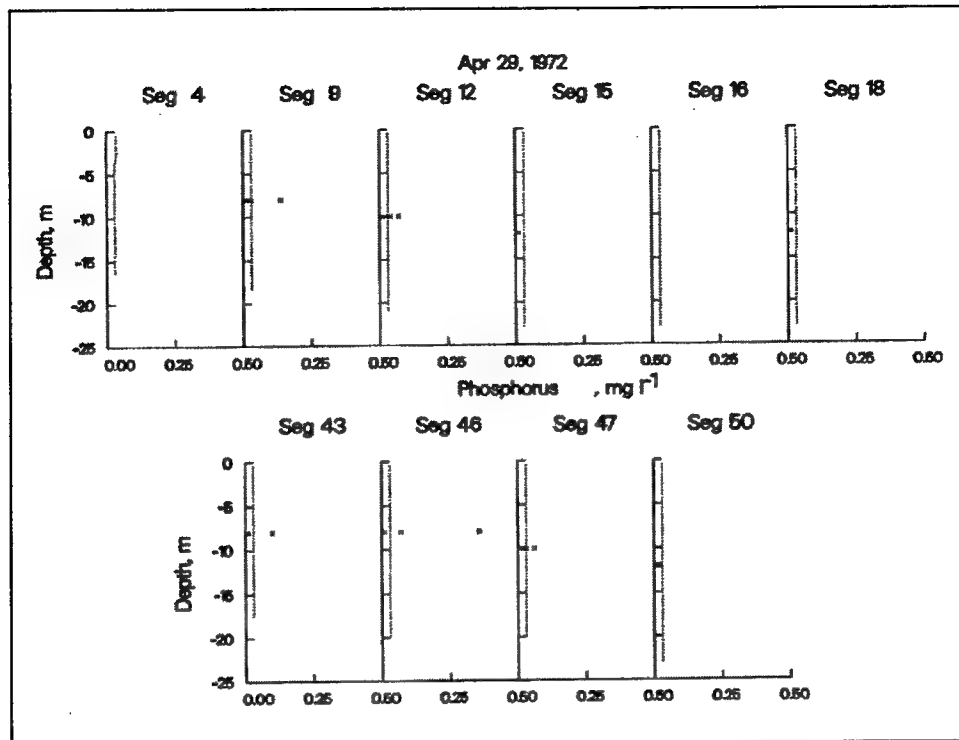 Apr 29, 1972
Seg 4 Seg 9 Seg 12 Seg 15 Seg 16 Seg 18
0
-5
-10
-15
-20
-25
Depth, m
0.00 0.25 0.50 0.25 0.50 0.25 0.50 0.25 0.50 0.25 0.50 0.25 0.50
Phosphorus , mg l-1
Seg 43 Seg 46 Seg 47 Seg 50
0
-5
-10
-15
-20
-25
Depth, m
0.00 0.25 0.50 0.25 0.50 0.25 0.50 0.25 0.50